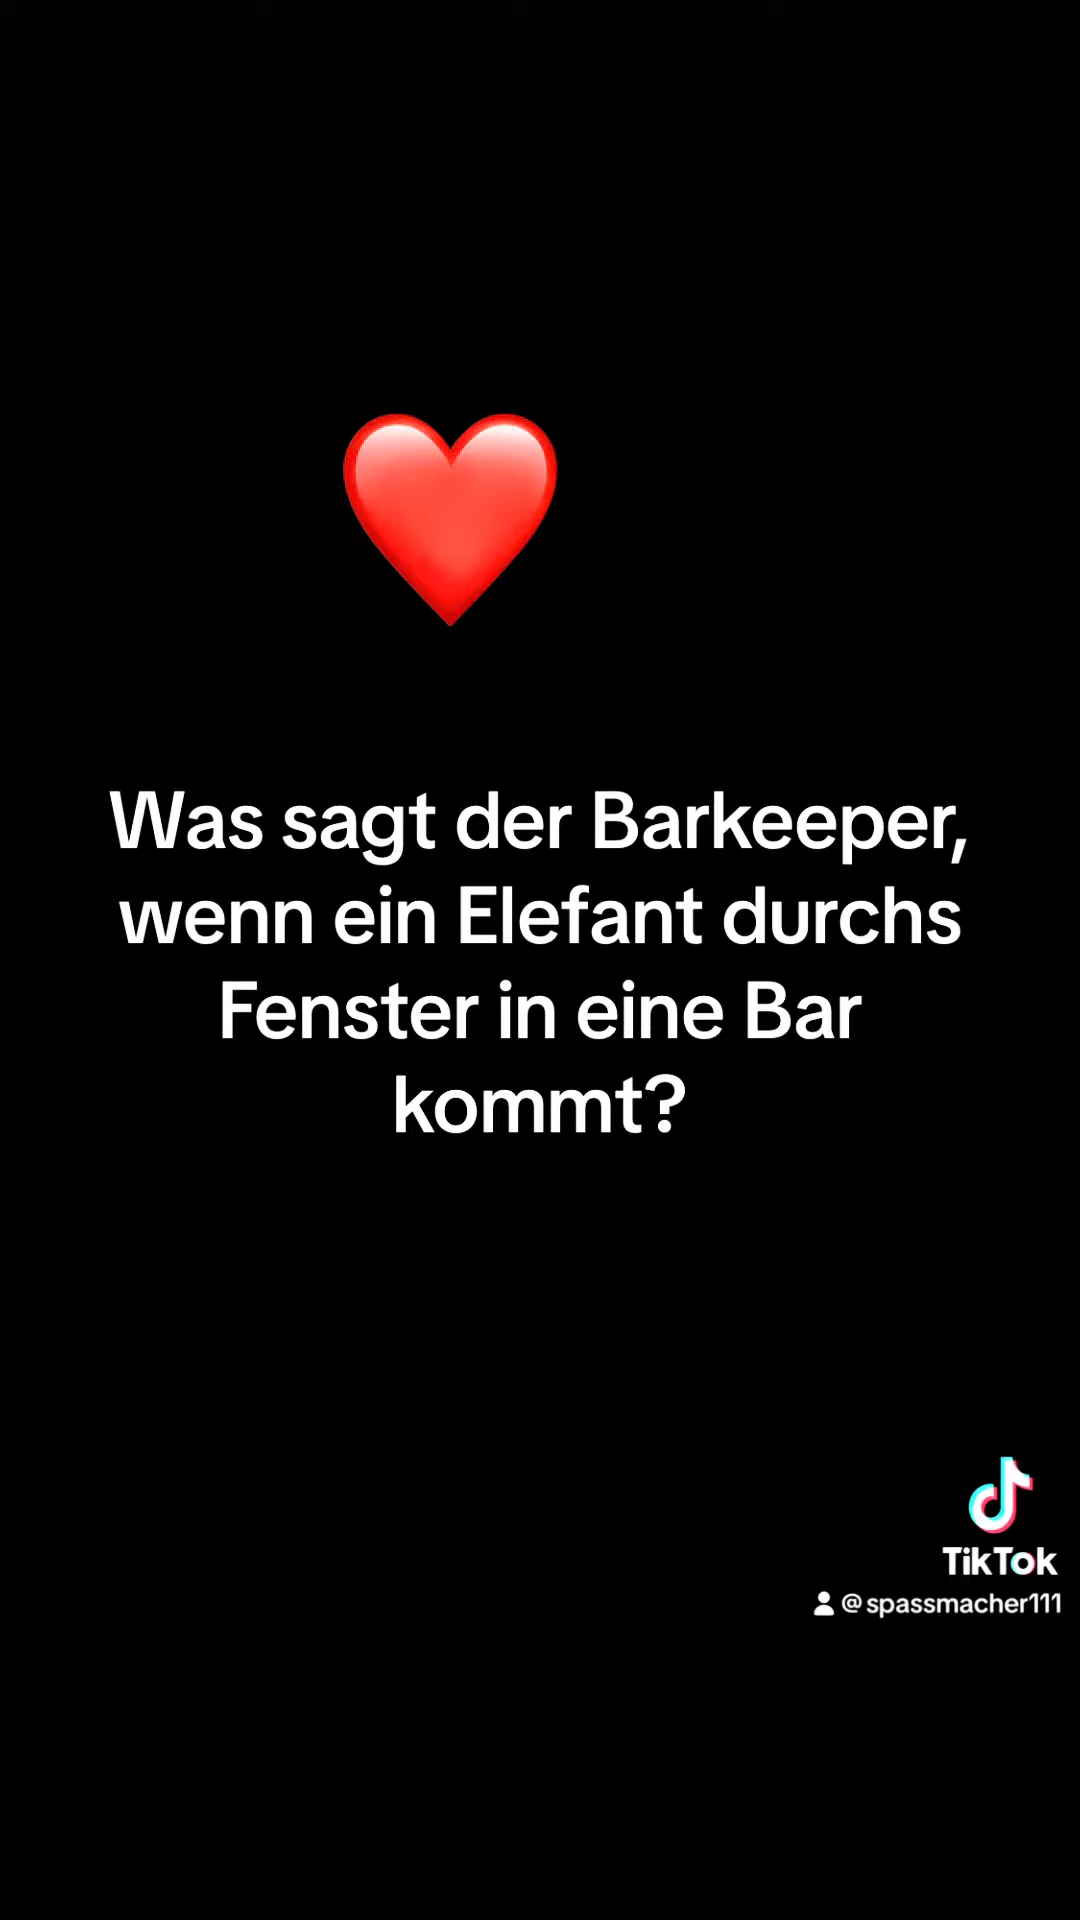 Was sagt der Barkeeper,
wenn ein Elefant durchs
Fenster in eine Bar
kommt?
TikTok
@spassmacher111